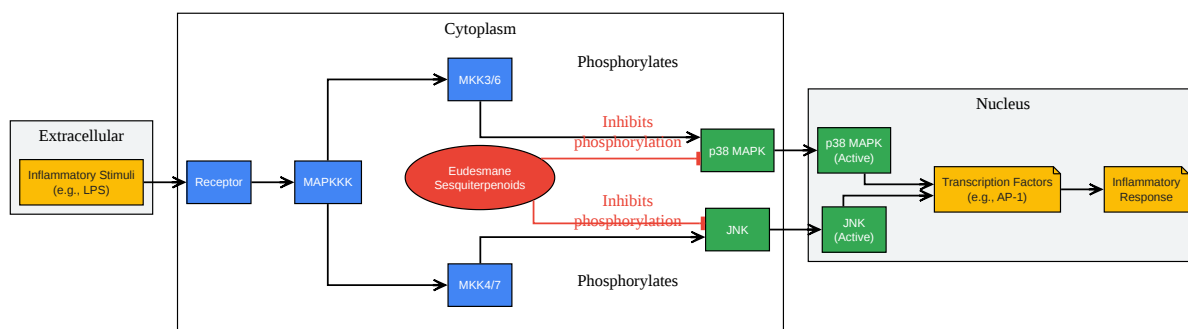 Cytoplasm
Extracellular
Inflammatory Stimuli
(e.g., LPS)
Receptor
MAPKKK
MKK3/6
Phosphorylates
Inhibits
phosphorylation
p38 MAPK
Eudesmane
Sesquiterpenoids
Inhibits
phosphorylation
JNK
MKK4/7
Phosphorylates
Nucleus
p38 MAPK
(Active)
JNK
(Active)
Transcription Factors
(e.g., AP-1)
Inflammatory
Response